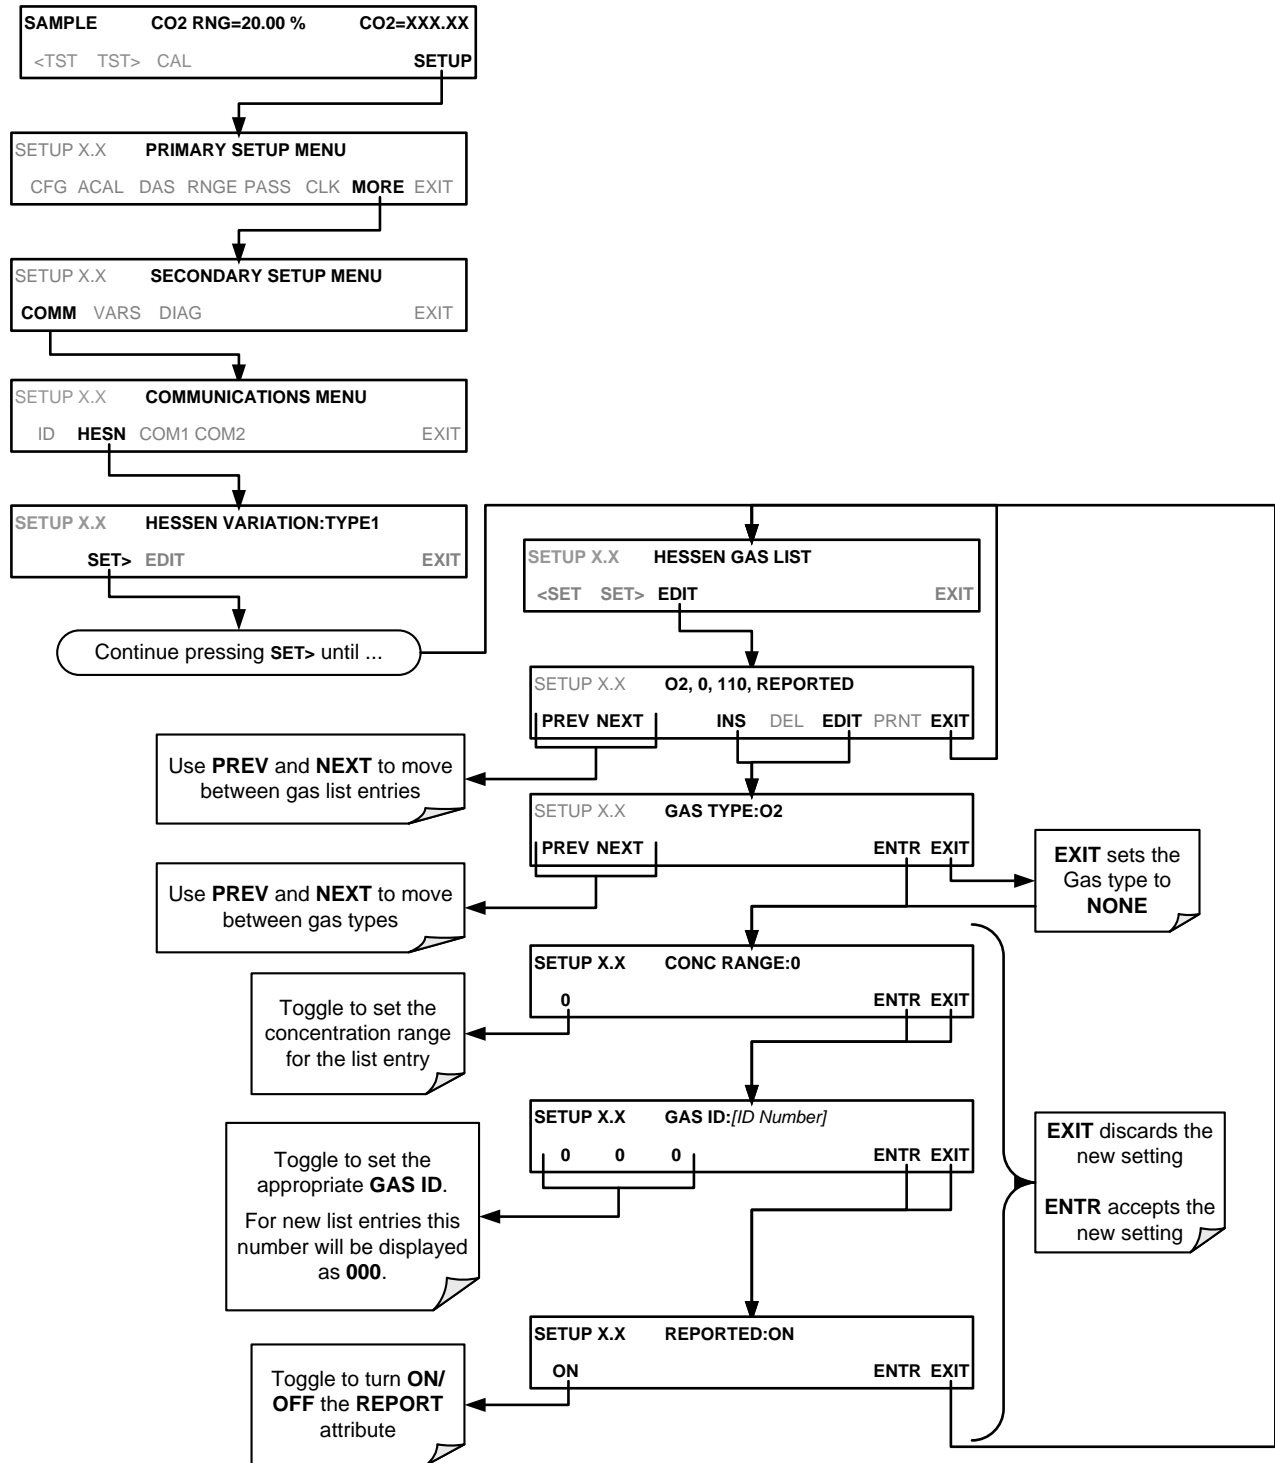 SAMPLE CO2 RNG=20.00 % CO2=XXX.XX
<TST TST> CAL SETUP
SETUP X.X PRIMARY SETUP MENU
CFG ACAL DAS RNGE PASS CLK MORE EXIT
SETUP X.X SECONDARY SETUP MENU
COMM VARS DIAG EXIT
SETUP X.X COMMUNICATIONS MENU
ID HESN COM1 COM2 EXIT
SETUP X.X HESSEN VARIATION:TYPE1
SET> EDIT EXIT
Continue pressing SET> until ...
SETUP X.X HESSEN GAS LIST
<SET SET> EDIT EXIT
SETUP X.X O2, 0, 110, REPORTED
PREV NEXT INS DEL EDIT PRNT EXIT
Use PREV and NEXT to move
between gas list entries
SETUP X.X GAS TYPE:O2
PREV NEXT ENTR EXIT
EXIT sets the
Gas type to
NONE
Use PREV and NEXT to move
between gas types
SETUP X.X CONC RANGE:0
0 ENTR EXIT
Toggle to set the
concentration range
for the list entry
SETUP X.X GAS ID:[ID Number]
0 0 0 ENTR EXIT
Toggle to set the
appropriate GAS ID.
For new list entries this
number will be displayed
as 000.
EXIT discards the
new setting
ENTR accepts the
new setting
SETUP X.X REPORTED:ON
ON ENTR EXIT
Toggle to turn ON/
OFF the REPORT
attribute